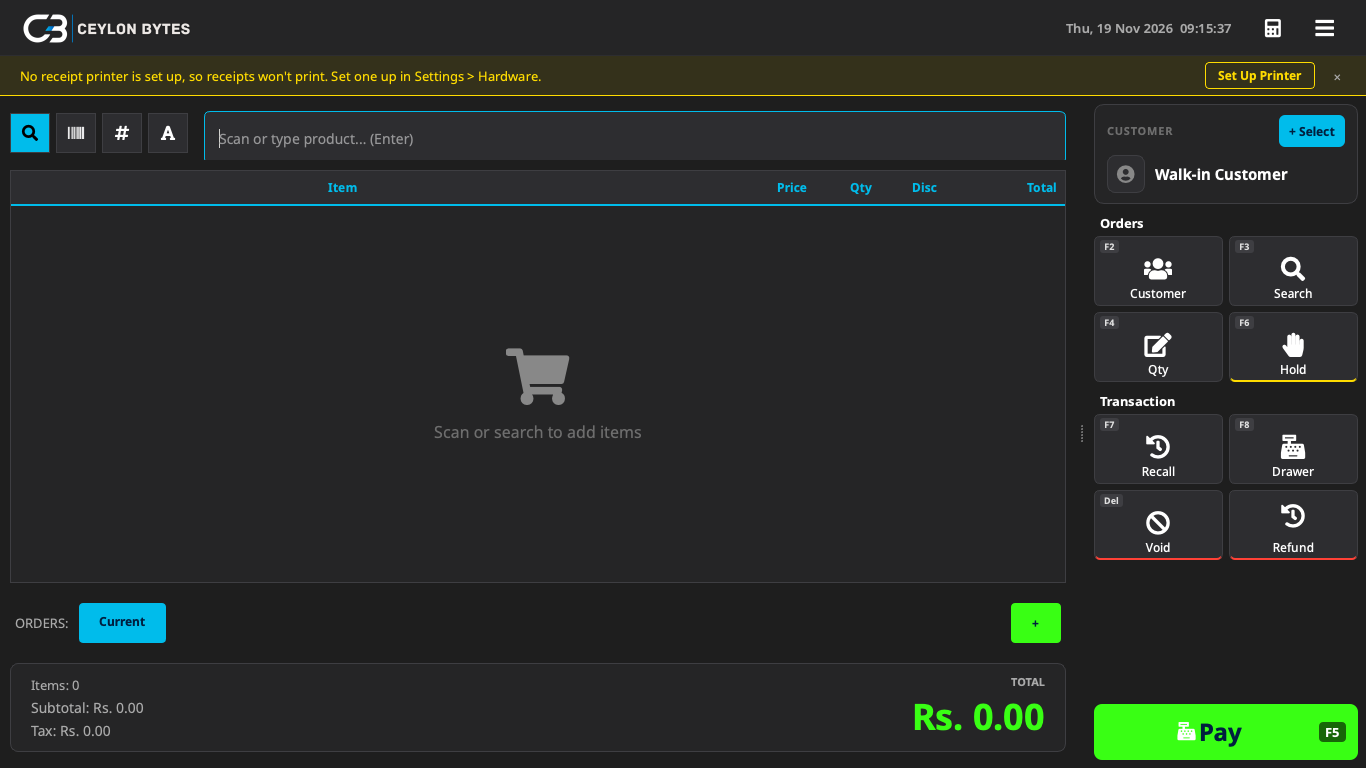 CEYLON BYTES
Thu, 19 Nov 2026 09:15:37
No receipt printer is set up, so receipts won't print. Set one up in Settings > Hardware.
Set Up Printer
×
#
A
Scan or type product... (Enter)
Item Price Qty Disc Total
Scan or search to add items
ORDERS:
Current
+
Items: 0
Subtotal: Rs. 0.00
Tax: Rs. 0.00
TOTAL
Rs. 0.00
CUSTOMER
+ Select
Walk-in Customer
Orders
F2
Customer
F3
Search
F4
Qty
F6
Hold
Transaction
F7
Recall
F8
Drawer
Del
Void
Refund
Pay
F5